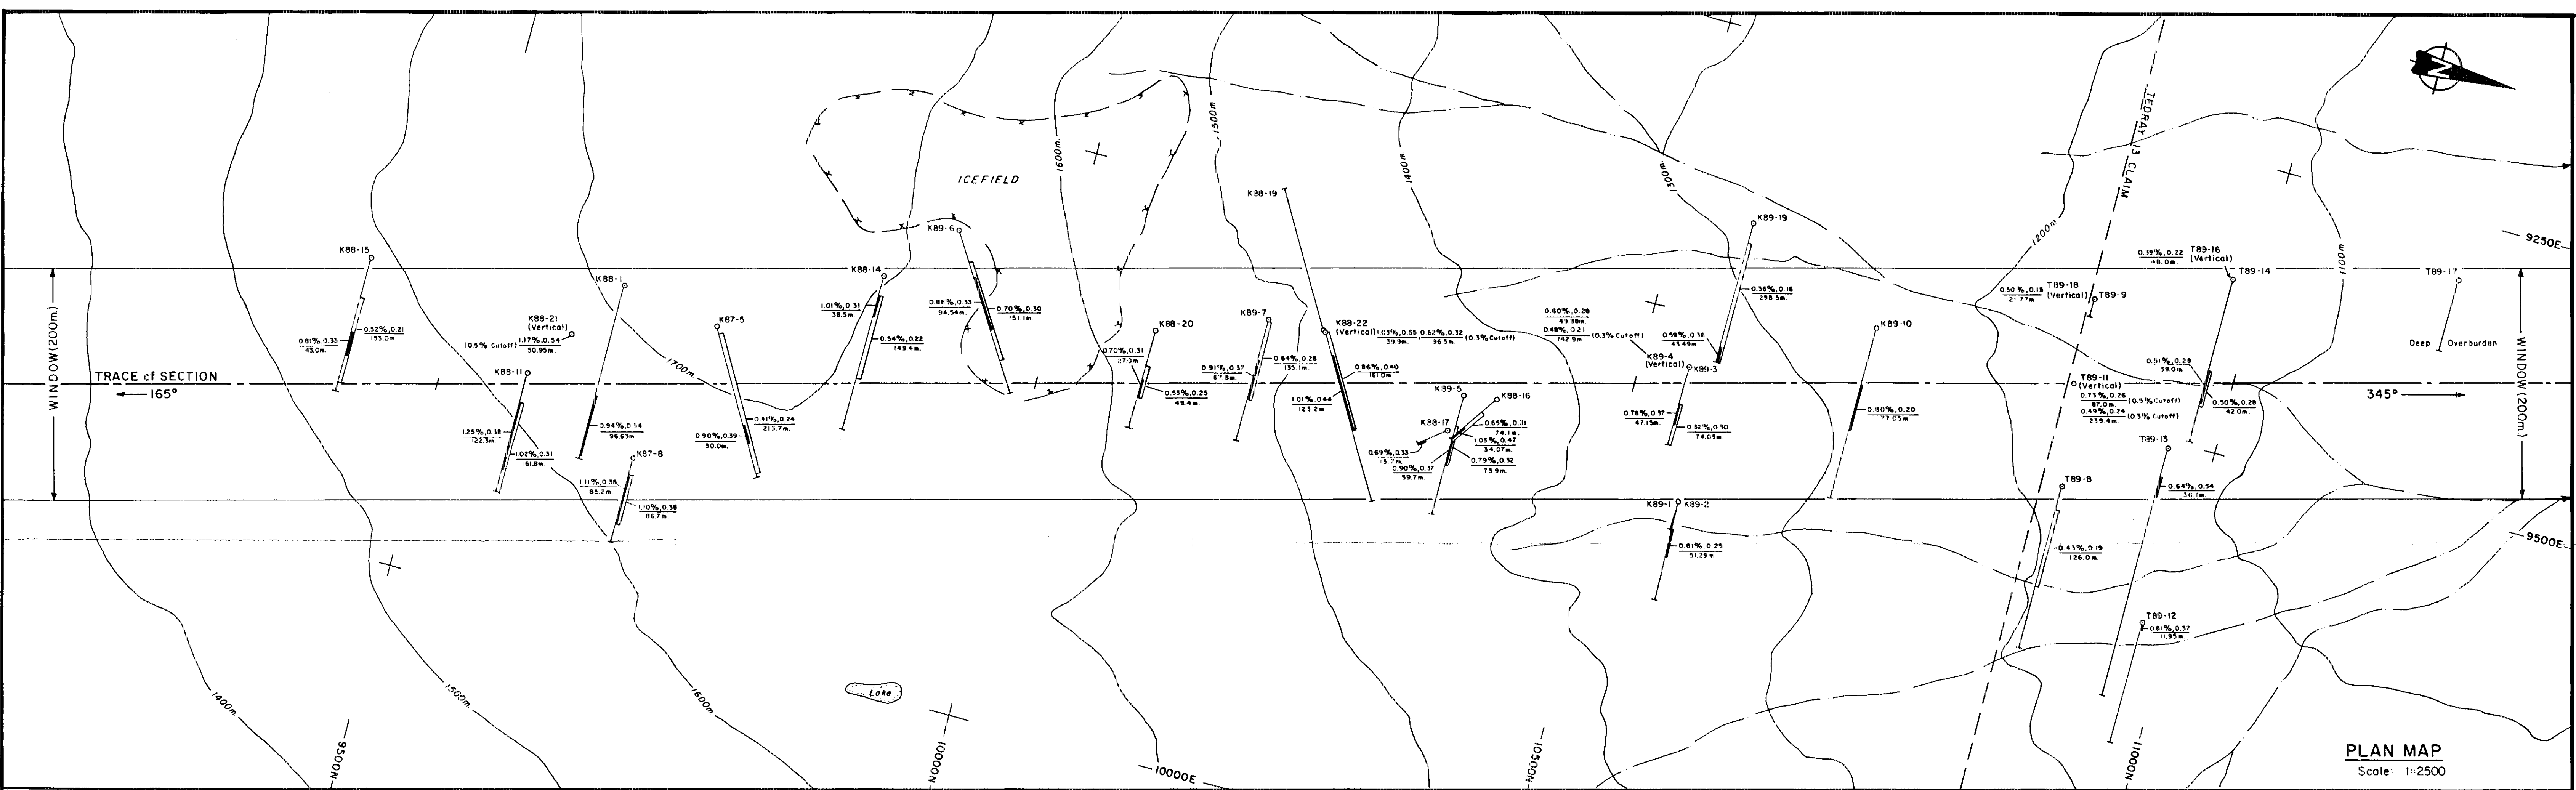 N
1500m.
1600m
1400m.
1300m.
TEDRAY 13 CLAIM
ICEFIELD
K88-19
K89-19
1200m
1100m
9250E
K88-15
K89-6
K88-14
K88-1
T89-16
(Vertical)
T89-14
0.39%,0.22
48.0m.
T89-17
T89-18
(Vertical)
T89-9
121.77m
0.36%,0.16
298.5m.
1.01%,0.31
38.5m
0.86%,0.33
94.54m.
0.70%,0.30
151.1m
K88-21
(Vertical)
(0.5% Cutoff) 1.17%,0.54
50.95m.
K87-5
K88-20
K89-7
K88-22
(Vertical)
1.03%,0.55
39.9m.
0.62%,0.32 (0.3% Cutoff)
96.5m
0.60%,0.28
49.98m
0.48%,0.21 (0.3% Cutoff)
142.9m
K89-10
0.52%,0.21
153.0m.
0.81%,0.33
43.0m.
0.54%,0.22
149.4m.
0.70%,0.31
27.0m
0.64%,0.28
135.1m
0.59%,0.36
43.49m
K89-4
(Vertical)
K89-3
Deep Overburden
WINDOW(200m.)
TRACE of SECTION
165°
K88-11
1700m.
0.91%,0.37
67.8m.
0.53%,0.25
48.4m.
0.86%,0.40
161.0m
1.01%,0.44
123.2m
K89-5
K88-16
T89-11
(Vertical)
0.73%,0.26 (0.5% Cutoff)
87.0m
0.49%,0.24 (0.3% Cutoff)
239.4m
0.51%,0.28
59.0m.
0.50%,0.28
42.0m.
345°
WINDOW(200m.)
0.94%,0.34
96.63m
0.41%,0.24
213.7m.
0.90%,0.39
50.0m.
1.25%,0.38
122.3m.
1.02%,0.31
161.8m.
K88-17
0.65%,0.31
74.1m.
1.03%,0.47
34.07m.
0.79%,0.32
73.9m.
0.69%,0.33
15.7m
0.90%,0.37
59.7m.
0.78%,0.37
47.15m
0.62%,0.30
74.03m.
0.80%,0.20
77.05m
T89-13
K87-8
1.11%,0.38
85.2m.
1.10%,0.38
86.7m.
K89-1
K89-2
0.81%,0.25
51.29m
T89-8
0.64%,0.54
36.1m.
0.43%,0.19
126.0m.
9500E
T89-12
0.81%,0.37
11.95m.
1400m.
1500m.
1600m.
Lake
9500N
10000N
10000E
10500N
11000N
PLAN MAP
Scale: 1:2500